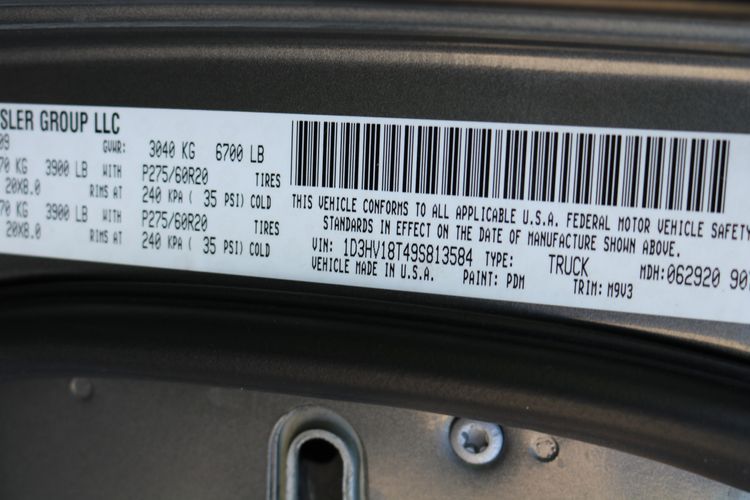 SLER GROUP LLC
09 GVWR: 3040 KG 6700 LB
70 KG 3900 LB WITH P275/60R20 TIRES
20X8.0 RIMS AT 240 KPA ( 35 PSI) COLD
70 KG 3900 LB WITH P275/60R20 TIRES
20X8.0 RIMS AT 240 KPA ( 35 PSI) COLD
THIS VEHICLE CONFORMS TO ALL APPLICABLE U.S.A. FEDERAL MOTOR VEHICLE SAFETY
STANDARDS IN EFFECT ON THE DATE OF MANUFACTURE SHOWN ABOVE.
VIN: 1D3HV18T49S813584 TYPE: TRUCK MDH: 062920 907
VEHICLE MADE IN U.S.A. PAINT: PDM TRIM: M9V3